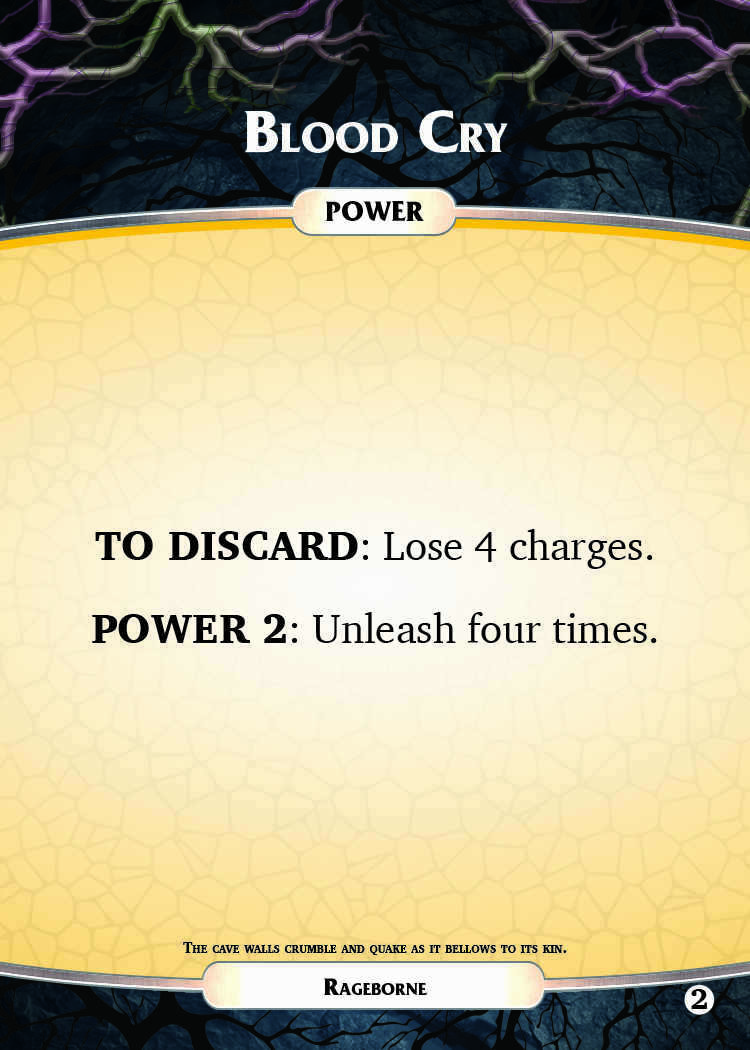 Blood Cry
POWER
TO DISCARD: Lose 4 charges.
POWER 2: Unleash four times.
The cave walls crumble and quake as it bellows to its kin.
Rageborne
2